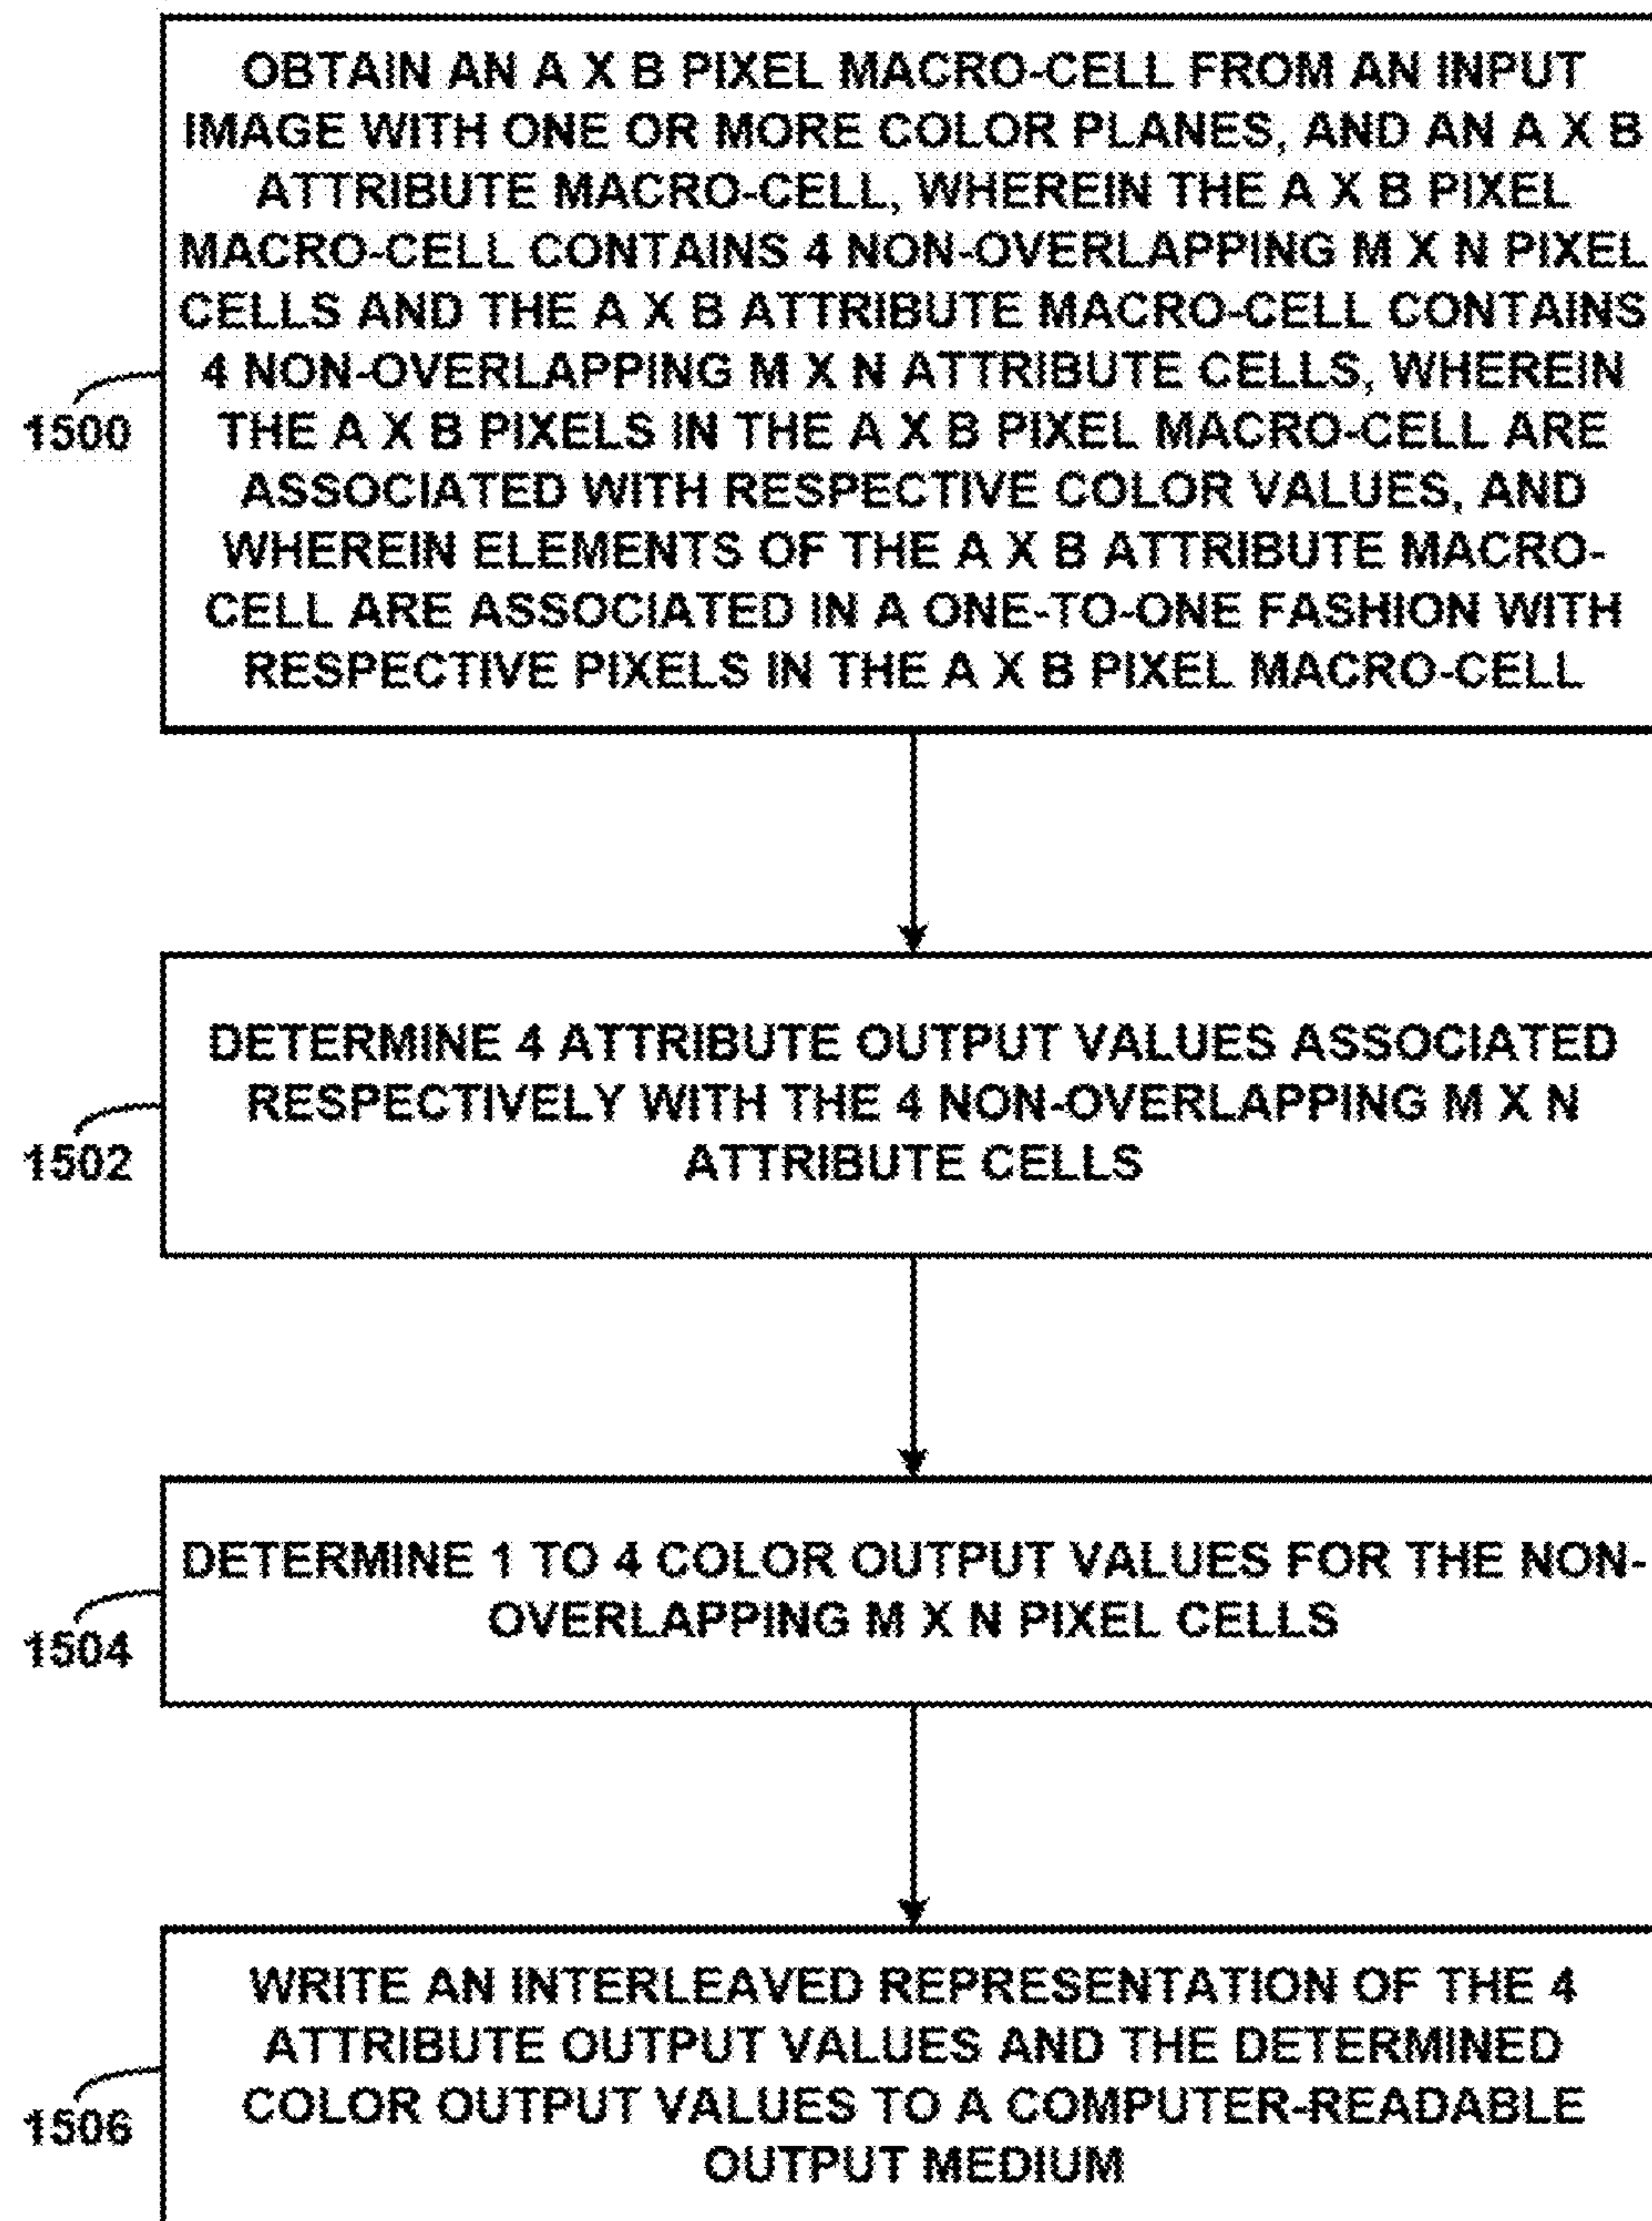 OBTAIN AN A X B PIXEL MACRO-CELL FROM AN INPUT
IMAGE WITH ONE OR MORE COLOR PLANES, AND AN A X B
ATTRIBUTE MACRO-CELL, WHEREIN THE A X B PIXEL
MACRO-CELL CONTAINS 4 NON-OVERLAPPING M X N PIXEL
CELLS AND THE A X B ATTRIBUTE MACRO-CELL CONTAINS
4 NON-OVERLAPPING M X N ATTRIBUTE CELLS, WHEREIN
THE A X B PIXELS IN THE A X B PIXEL MACRO-CELL ARE
ASSOCIATED WITH RESPECTIVE COLOR VALUES, AND
WHEREIN ELEMENTS OF THE A X B ATTRIBUTE MACRO-
CELL ARE ASSOCIATED IN A ONE-TO-ONE FASHION WITH
RESPECTIVE PIXELS IN THE A X B PIXEL MACRO-CELL
1500
DETERMINE 4 ATTRIBUTE OUTPUT VALUES ASSOCIATED
RESPECTIVELY WITH THE 4 NON-OVERLAPPING M X N
ATTRIBUTE CELLS
1502
DETERMINE 1 TO 4 COLOR OUTPUT VALUES FOR THE NON-
OVERLAPPING M X N PIXEL CELLS
1504
WRITE AN INTERLEAVED REPRESENTATION OF THE 4
ATTRIBUTE OUTPUT VALUES AND THE DETERMINED
COLOR OUTPUT VALUES TO A COMPUTER-READABLE
OUTPUT MEDIUM
1506